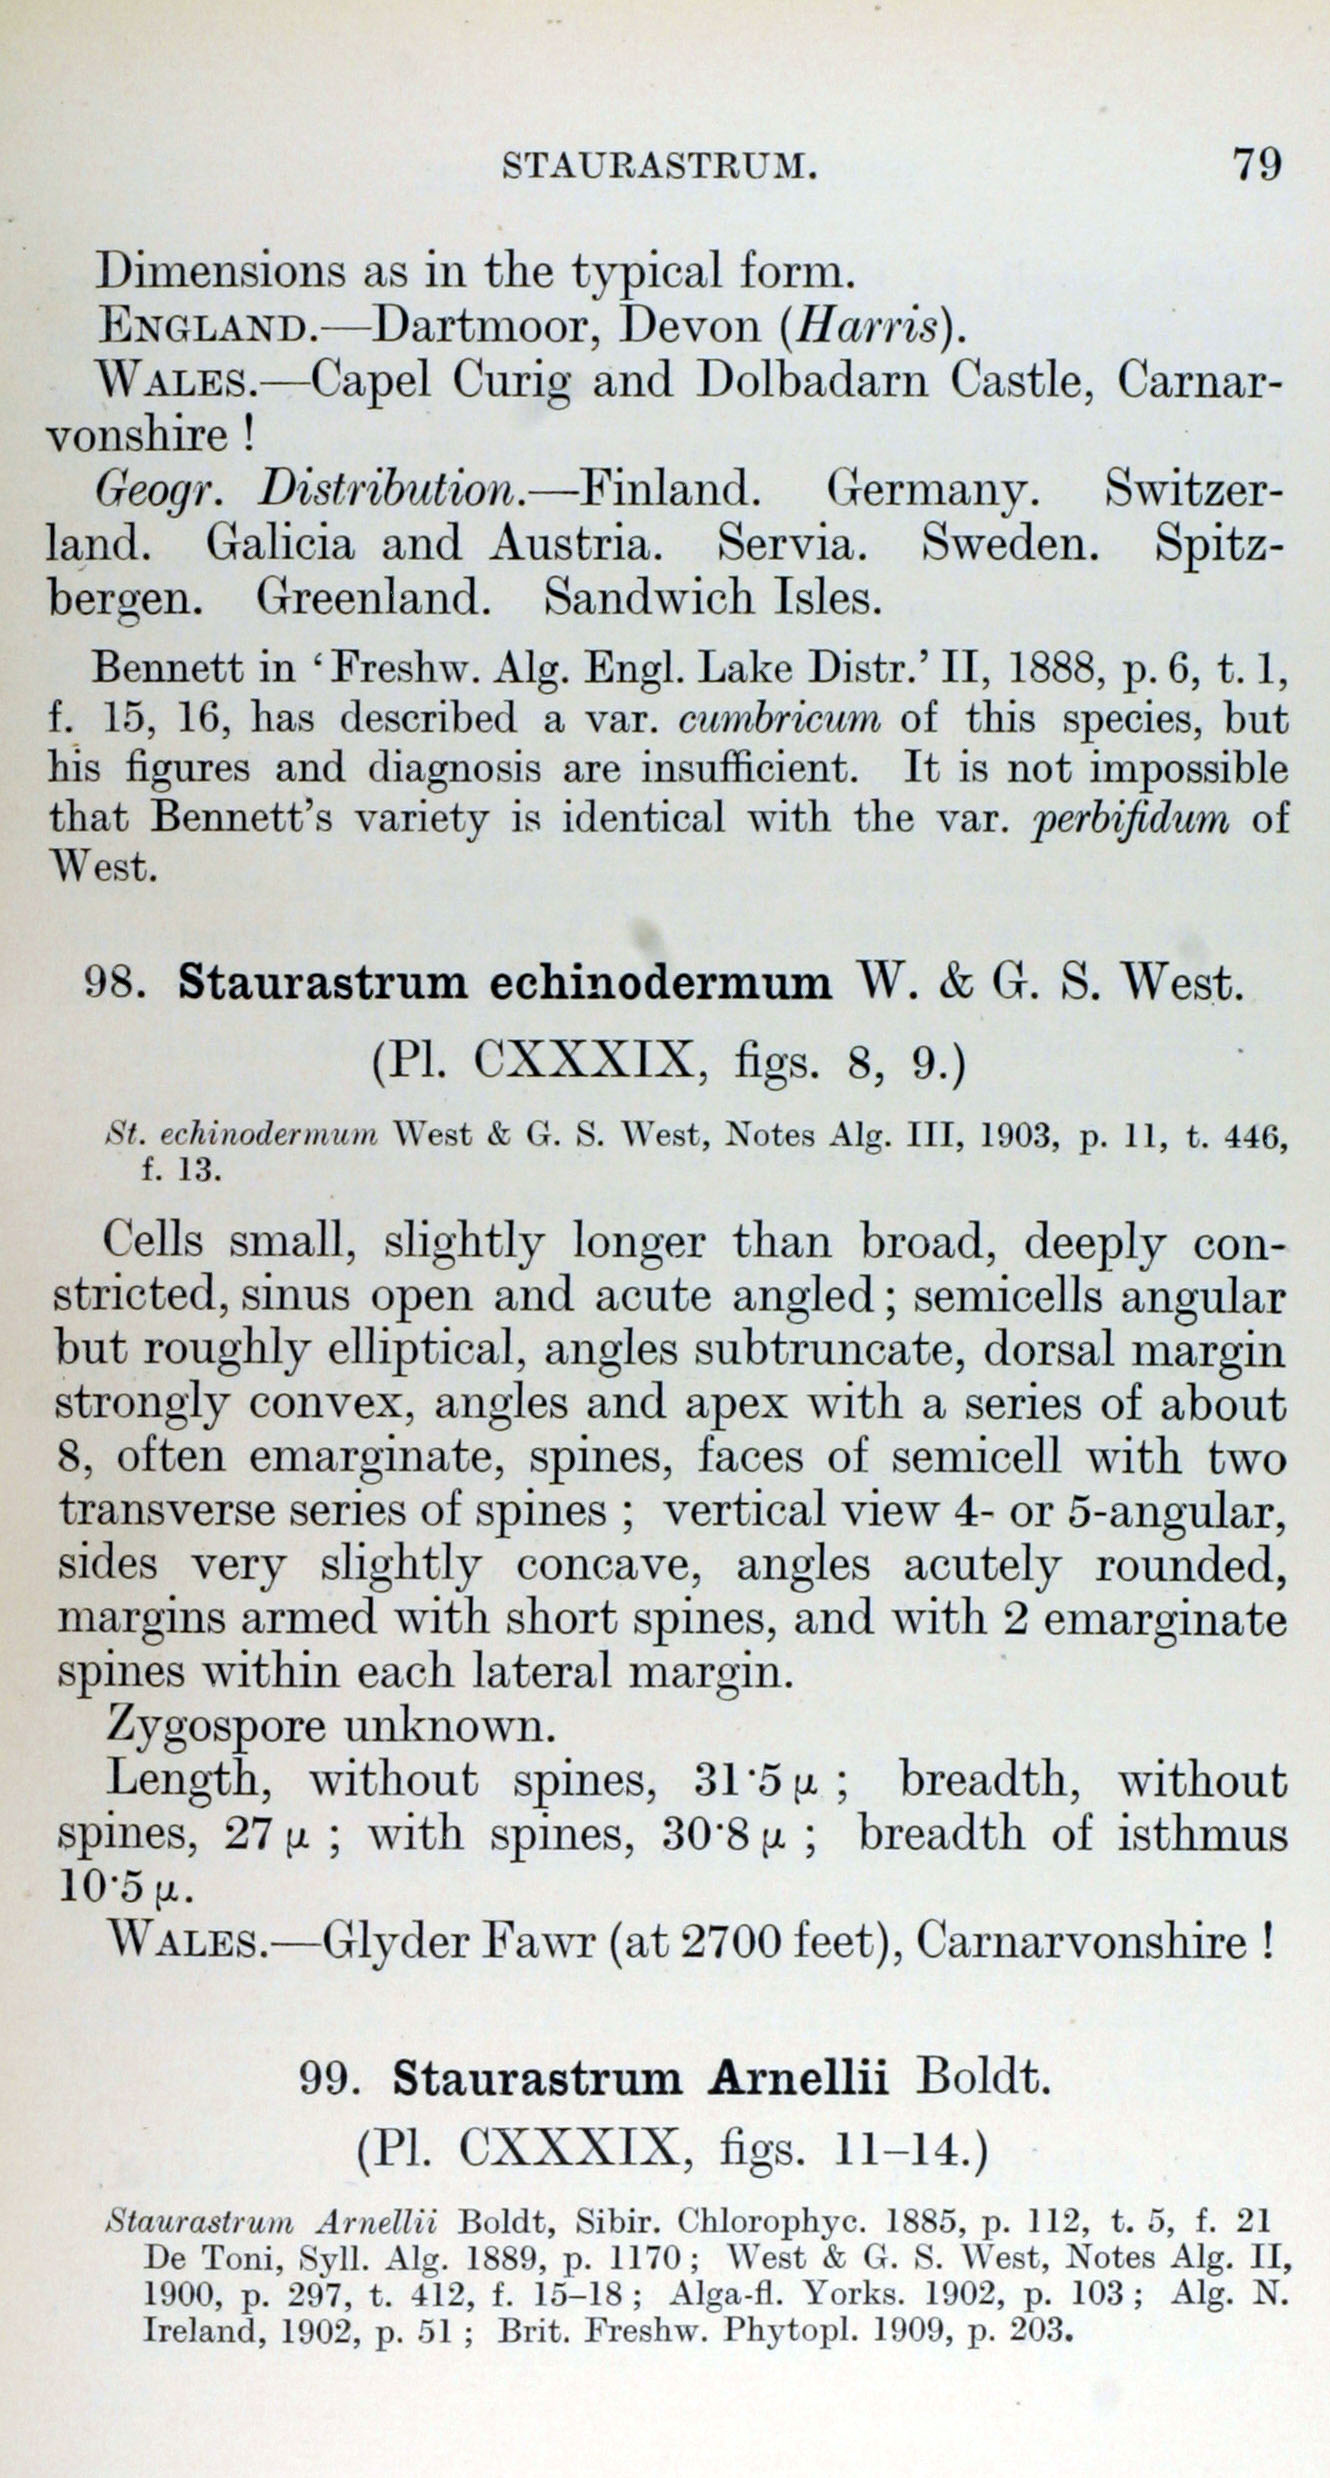 STAURASTRUM. 79
Dimensions as in the typical form.
ENGLAND.—Dartmoor, Devon (Harris).
WALES.—Capel Curig and Dolbadarn Castle, Carnar-
vonshire !
Geogr. Distribution.—Finland. Germany. Switzer-
land. Galicia and Austria. Servia. Sweden. Spitz-
bergen. Greenland. Sandwich Isles.
Bennett in ‘Freshw. Alg. Engl. Lake Distr.’ II, 1888, p. 6, t. 1,
f. 15, 16, has described a var. cumbricum of this species, but
his figures and diagnosis are insufficient. It is not impossible
that Bennett's variety is identical with the var. perbifidum of
West.
98. Staurastrum echinodermum W. & G. S. West.
(Pl. CXXXIX, figs. 8, 9.)
St. echinodermum West & G. S. West, Notes Alg. III, 1903, p. 11, t. 446,
f. 13.
Cells small, slightly longer than broad, deeply con-
stricted, sinus open and acute angled; semicells angular
but roughly elliptical, angles subtruncate, dorsal margin
strongly convex, angles and apex with a series of about
8, often emarginate, spines, faces of semicell with two
transverse series of spines ; vertical view 4- or 5-angular,
sides very slightly concave, angles acutely rounded,
margins armed with short spines, and with 2 emarginate
spines within each lateral margin.
Zygospore unknown.
Length, without spines, 31·5 μ ; breadth, without
spines, 27 μ ; with spines, 30·8 μ ; breadth of isthmus
10·5 μ.
WALES.—Glyder Fawr (at 2700 feet), Carnarvonshire !
99. Staurastrum Arnellii Boldt.
(Pl. CXXXIX, figs. 11–14.)
Staurastrum Arnellii Boldt, Sibir. Chlorophyc. 1885, p. 112, t. 5, f. 21
De Toni, Syll. Alg. 1889, p. 1170 ; West & G. S. West, Notes Alg. II,
1900, p. 297, t. 412, f. 15–18 ; Alga-fl. Yorks. 1902, p. 103 ; Alg. N.
Ireland, 1902, p. 51 ; Brit. Freshw. Phytopl. 1909, p. 203.